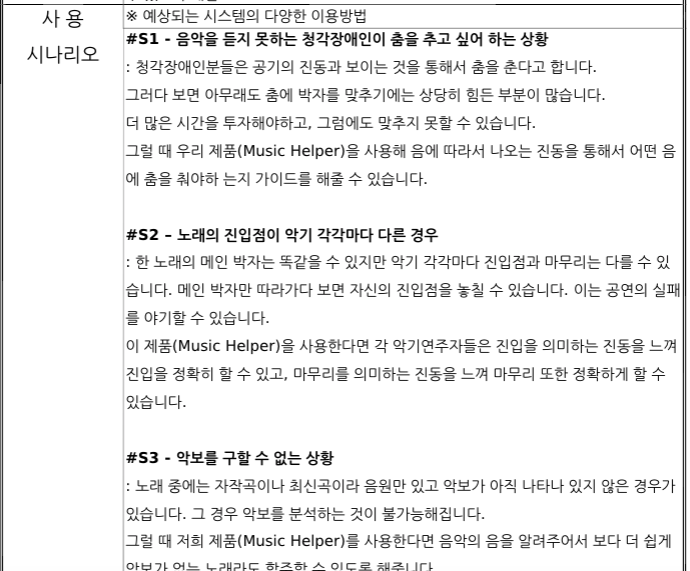 사 용
시나리오
※ 예상되는 시스템의 다양한 이용방법
#S1 - 음악을 듣지 못하는 청각장애인이 춤을 추고 싶어 하는 상황
: 청각장애인분들은 공기의 진동과 보이는 것을 통해서 춤을 춘다고 합니다.
그러다 보면 아무래도 춤에 박자를 맞추기에는 상당히 힘든 부분이 많습니다.
더 많은 시간을 투자해야하고, 그럼에도 맞추지 못할 수 있습니다.
그럴 때 우리 제품(Music Helper)을 사용해 음에 따라서 나오는 진동을 통해서 어떤 음
에 춤을 춰야하 는지 가이드를 해줄 수 있습니다.
#S2 – 노래의 진입점이 악기 각각마다 다른 경우
: 한 노래의 메인 박자는 똑같을 수 있지만 악기 각각마다 진입점과 마무리는 다를 수 있
습니다. 메인 박자만 따라가다 보면 자신의 진입점을 놓칠 수 있습니다. 이는 공연의 실패
를 야기할 수 있습니다.
이 제품(Music Helper)을 사용한다면 각 악기연주자들은 진입을 의미하는 진동을 느껴
진입을 정확히 할 수 있고, 마무리를 의미하는 진동을 느껴 마무리 또한 정확하게 할 수
있습니다.
#S3 - 악보를 구할 수 없는 상황
: 노래 중에는 자작곡이나 최신곡이라 음원만 있고 악보가 아직 나타나 있지 않은 경우가
있습니다. 그 경우 악보를 분석하는 것이 불가능해집니다.
그럴 때 저희 제품(Music Helper)를 사용한다면 음악의 음을 알려주어서 보다 더 쉽게
악보가 없는 노래라도 합주할 수 있도록 해줍니다